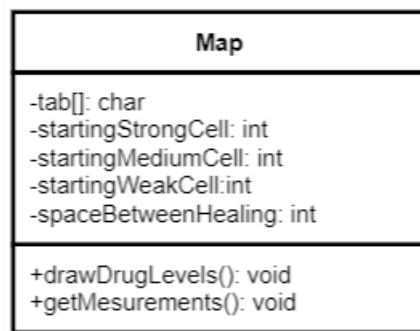 Map
-tab[]: char
-startingStrongCell: int
-startingMediumCell: int
-startingWeakCell:int
-spaceBetweenHealing: int
+drawDrugLevels(): void
+getMesurements(): void